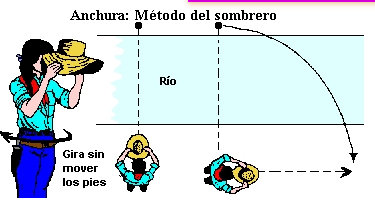 Anchura: Método del sombrero
Río
Gira sin
mover
los pies